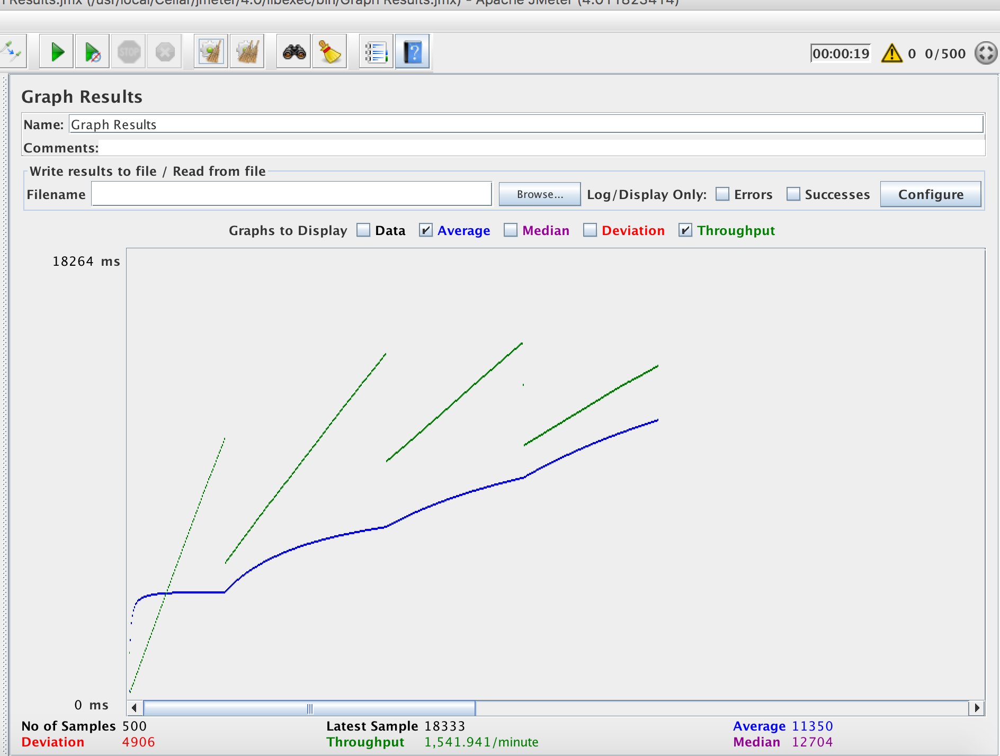 Results.jmx (/usr/local/Cellar/jmeter/4.0/libexec/bin/Graph Results.jmx) - Apache JMeter (4.0 r1823414)
STOP
00:00:19 0 0/500
Graph Results
Name: Graph Results
Comments:
Write results to file / Read from file
Filename Browse... Log/Display Only: Errors Successes Configure
Graphs to Display Data Average Median Deviation Throughput
18264 ms
0 ms
No of Samples 500 Latest Sample 18333 Average 11350
Deviation 4906 Throughput 1,541.941/minute Median 12704